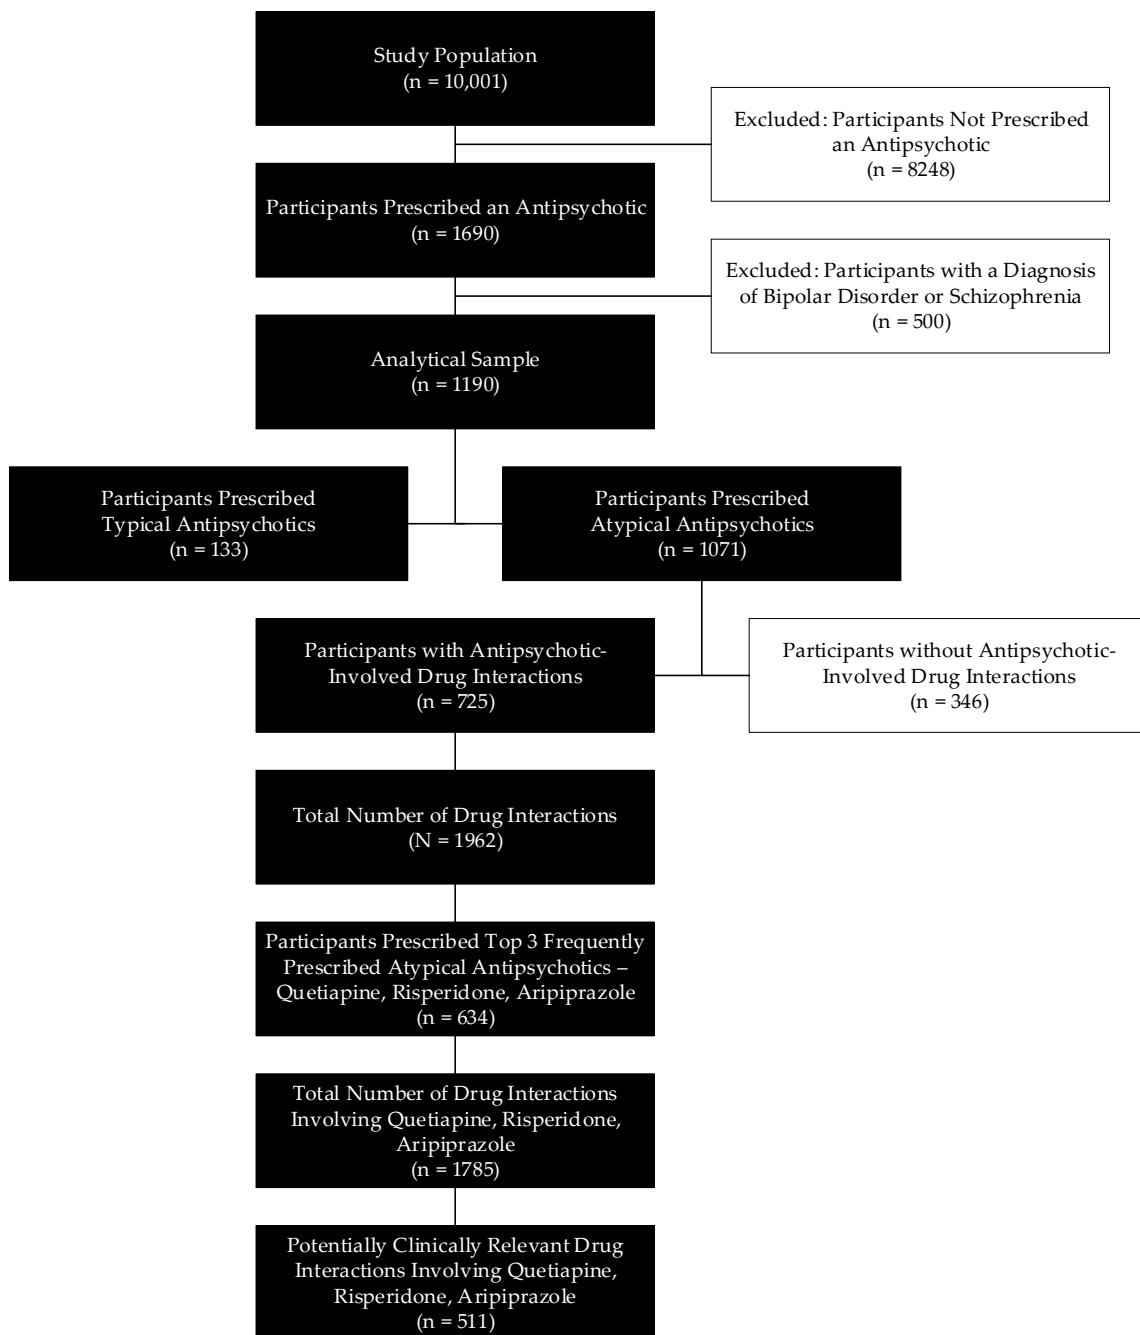 Study Population
(n = 10,001)
Excluded: Participants Not Prescribed
an Antipsychotic
(n = 8248)
Participants Prescribed an Antipsychotic
(n = 1690)
Excluded: Participants with a Diagnosis
of Bipolar Disorder or Schizophrenia
(n = 500)
Analytical Sample
(n = 1190)
Participants Prescribed
Typical Antipsychotics
(n = 133)
Participants Prescribed
Atypical Antipsychotics
(n = 1071)
Participants with Antipsychotic-
Involved Drug Interactions
(n = 725)
Participants without Antipsychotic-
Involved Drug Interactions
(n = 346)
Total Number of Drug Interactions
(N = 1962)
Participants Prescribed Top 3 Frequently
Prescribed Atypical Antipsychotics –
Quetiapine, Risperidone, Aripiprazole
(n = 634)
Total Number of Drug Interactions
Involving Quetiapine, Risperidone,
Aripiprazole
(n = 1785)
Potentially Clinically Relevant Drug
Interactions Involving Quetiapine,
Risperidone, Aripiprazole
(n = 511)